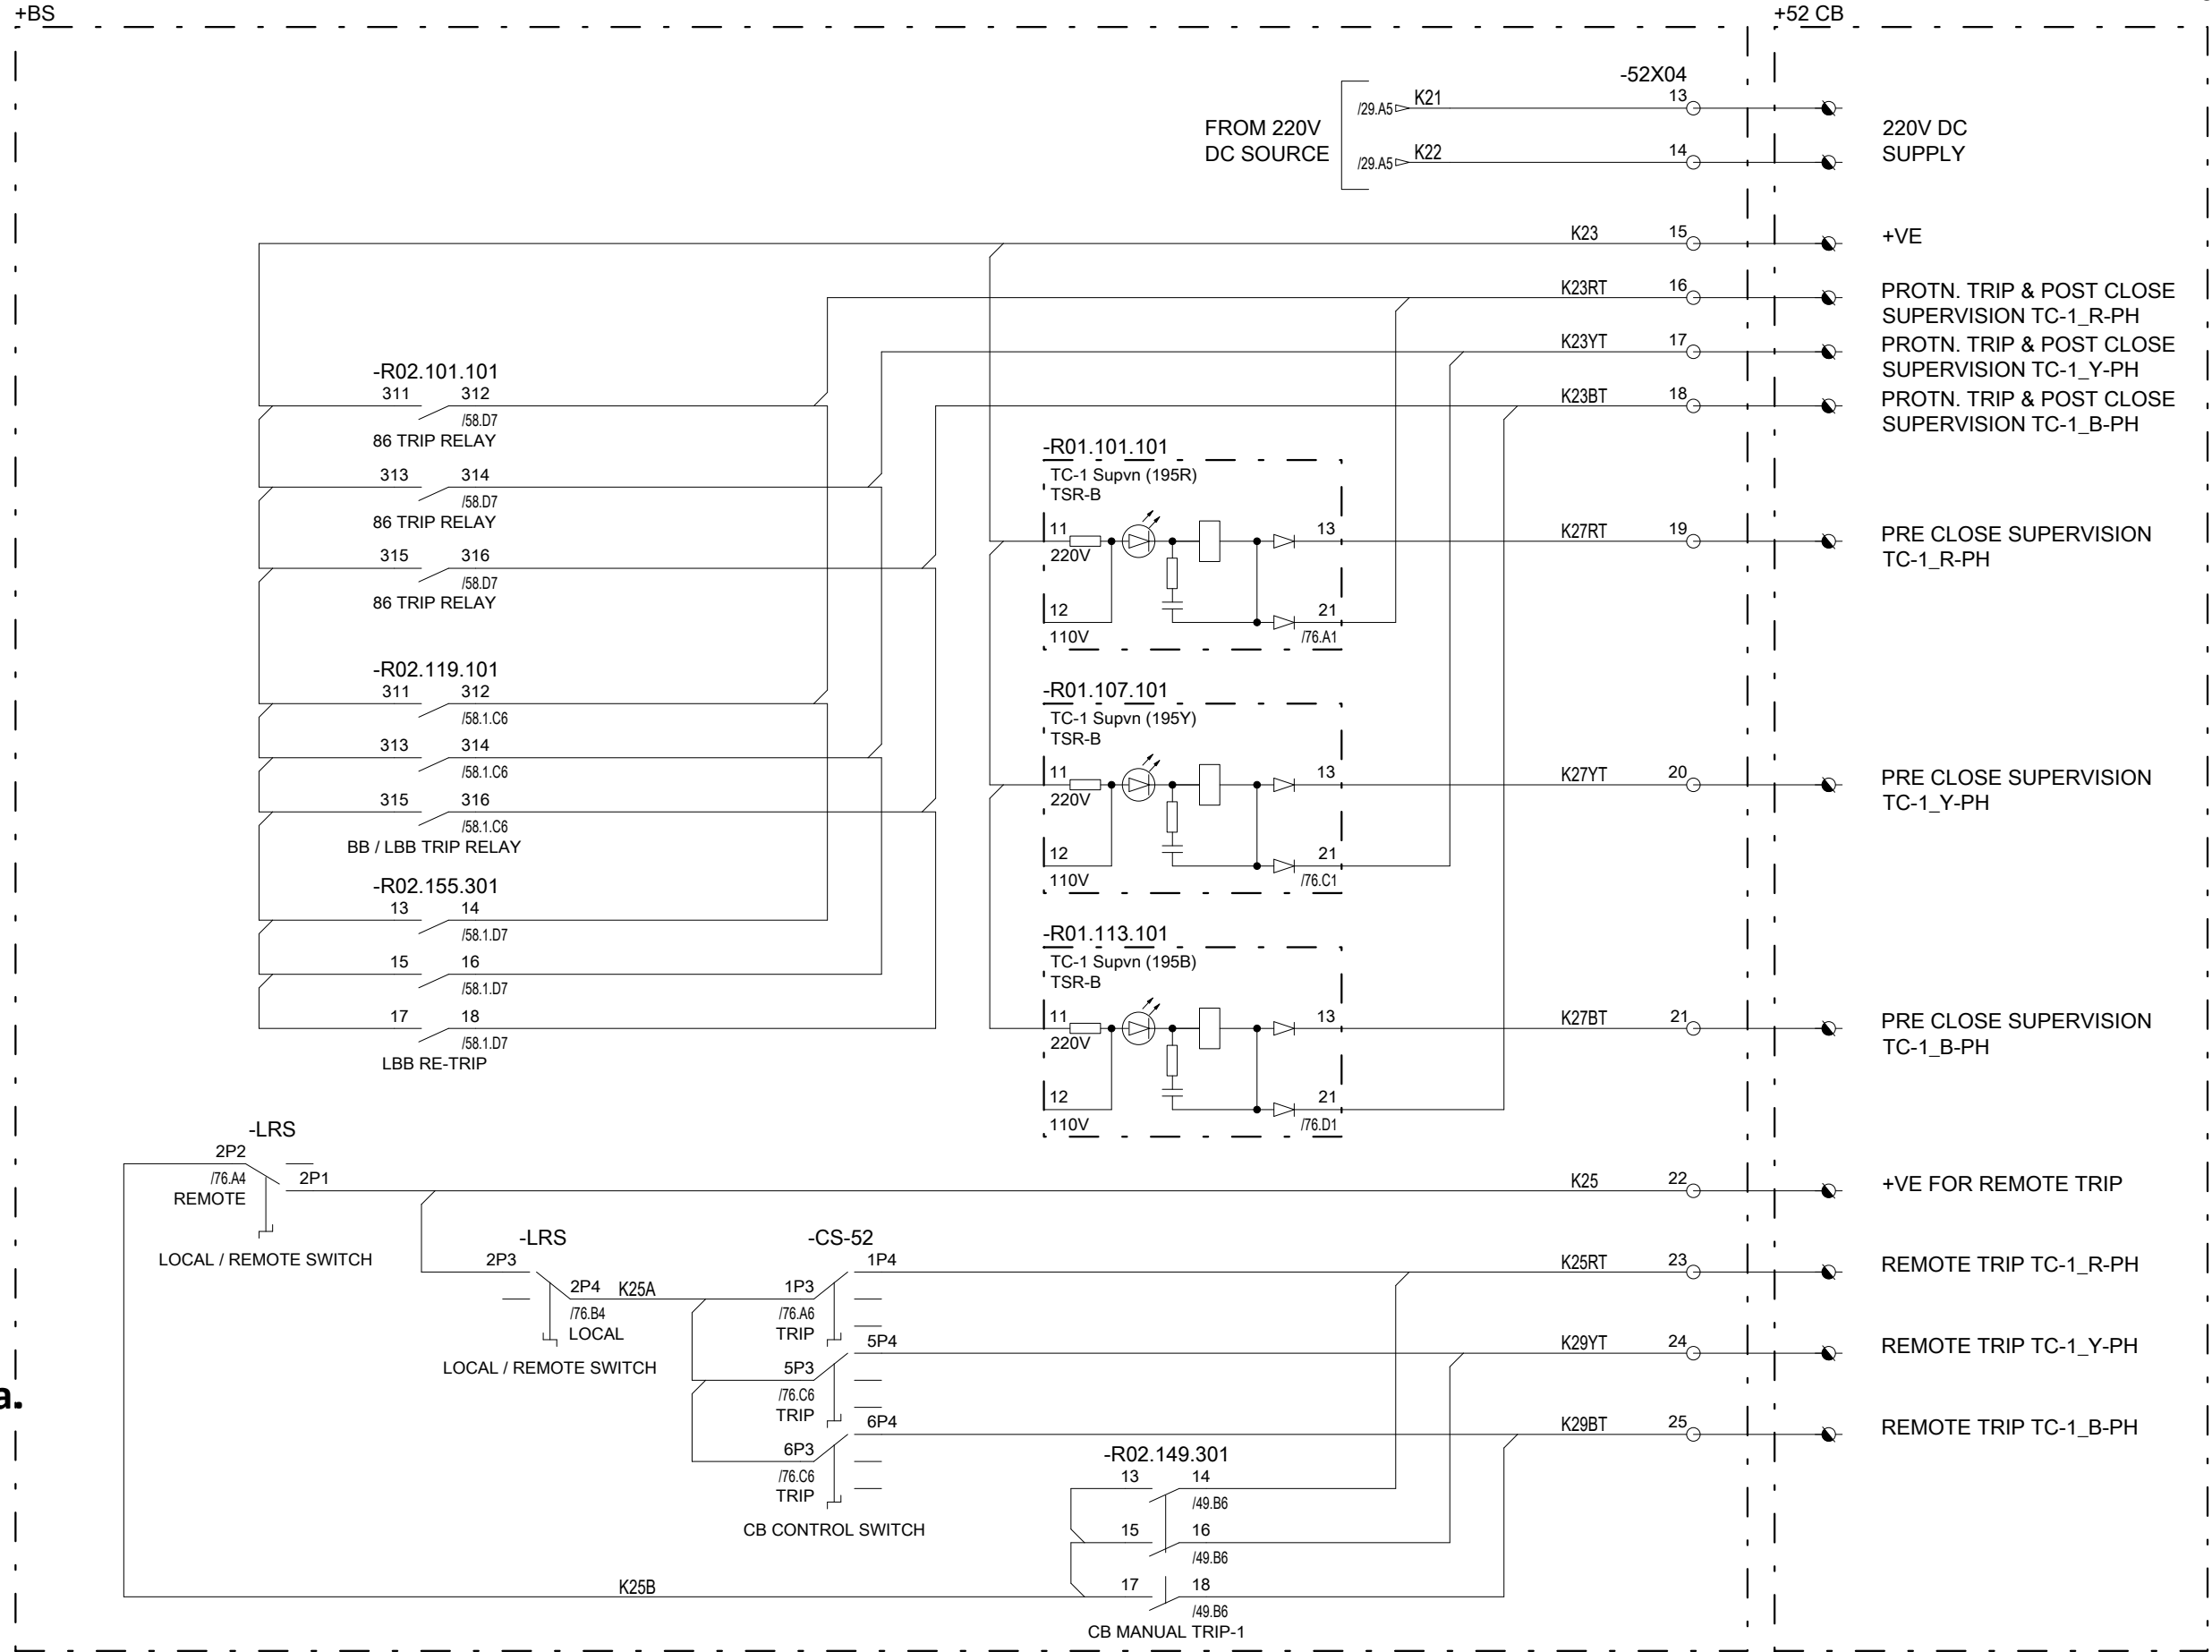 +BS
+52 CB
-52X04
FROM 220V
DC SOURCE
/29.A5
K21
13
/29.A5
K22
14
220V DC
SUPPLY
K23
15
+VE
K23RT
16
PROTN. TRIP & POST CLOSE
SUPERVISION TC-1_R-PH
K23YT
17
PROTN. TRIP & POST CLOSE
SUPERVISION TC-1_Y-PH
K23BT
18
PROTN. TRIP & POST CLOSE
SUPERVISION TC-1_B-PH
-R02.101.101
311
312
/58.D7
86 TRIP RELAY
313
314
/58.D7
86 TRIP RELAY
315
316
/58.D7
86 TRIP RELAY
-R02.119.101
311
312
/58.1.C6
313
314
/58.1.C6
315
316
/58.1.C6
BB / LBB TRIP RELAY
-R02.155.301
13
14
/58.1.D7
15
16
/58.1.D7
17
18
/58.1.D7
LBB RE-TRIP
-R01.101.101
TC-1 Supvn (195R)
TSR-B
11
220V
13
12
110V
21
/76.A1
K27RT
19
PRE CLOSE SUPERVISION
TC-1_R-PH
-R01.107.101
TC-1 Supvn (195Y)
TSR-B
11
220V
13
12
110V
21
/76.C1
K27YT
20
PRE CLOSE SUPERVISION
TC-1_Y-PH
-R01.113.101
TC-1 Supvn (195B)
TSR-B
11
220V
13
12
110V
21
/76.D1
K27BT
21
PRE CLOSE SUPERVISION
TC-1_B-PH
-LRS
2P2
/76.A4
2P1
REMOTE
LOCAL / REMOTE SWITCH
K25
22
+VE FOR REMOTE TRIP
-LRS
2P3
2P4
K25A
/76.B4
LOCAL
LOCAL / REMOTE SWITCH
-CS-52
1P4
1P3
/76.A6
TRIP
5P4
5P3
/76.C6
TRIP
6P4
6P3
/76.C6
TRIP
CB CONTROL SWITCH
K25RT
23
REMOTE TRIP TC-1_R-PH
K29YT
24
REMOTE TRIP TC-1_Y-PH
K29BT
25
REMOTE TRIP TC-1_B-PH
a.
-R02.149.301
13
14
/49.B6
15
16
/49.B6
K25B
17
18
/49.B6
CB MANUAL TRIP-1